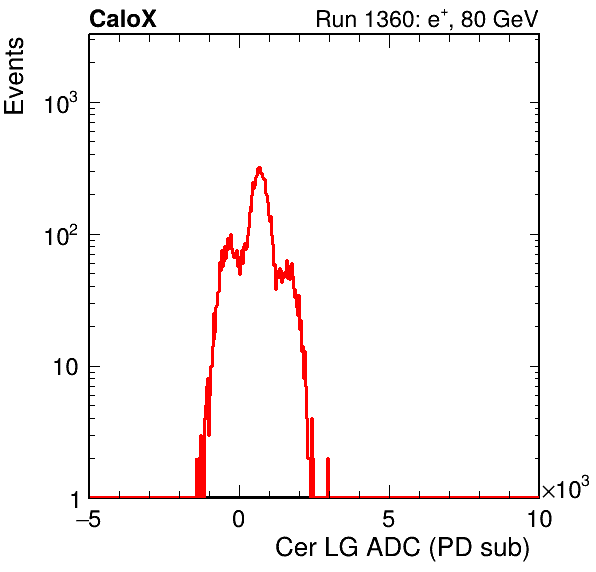 CaloX Run 1360: e⁺, 80 GeV
Events
10³
10²
10
1
−5 0 5 10 ×10³
Cer LG ADC (PD sub)